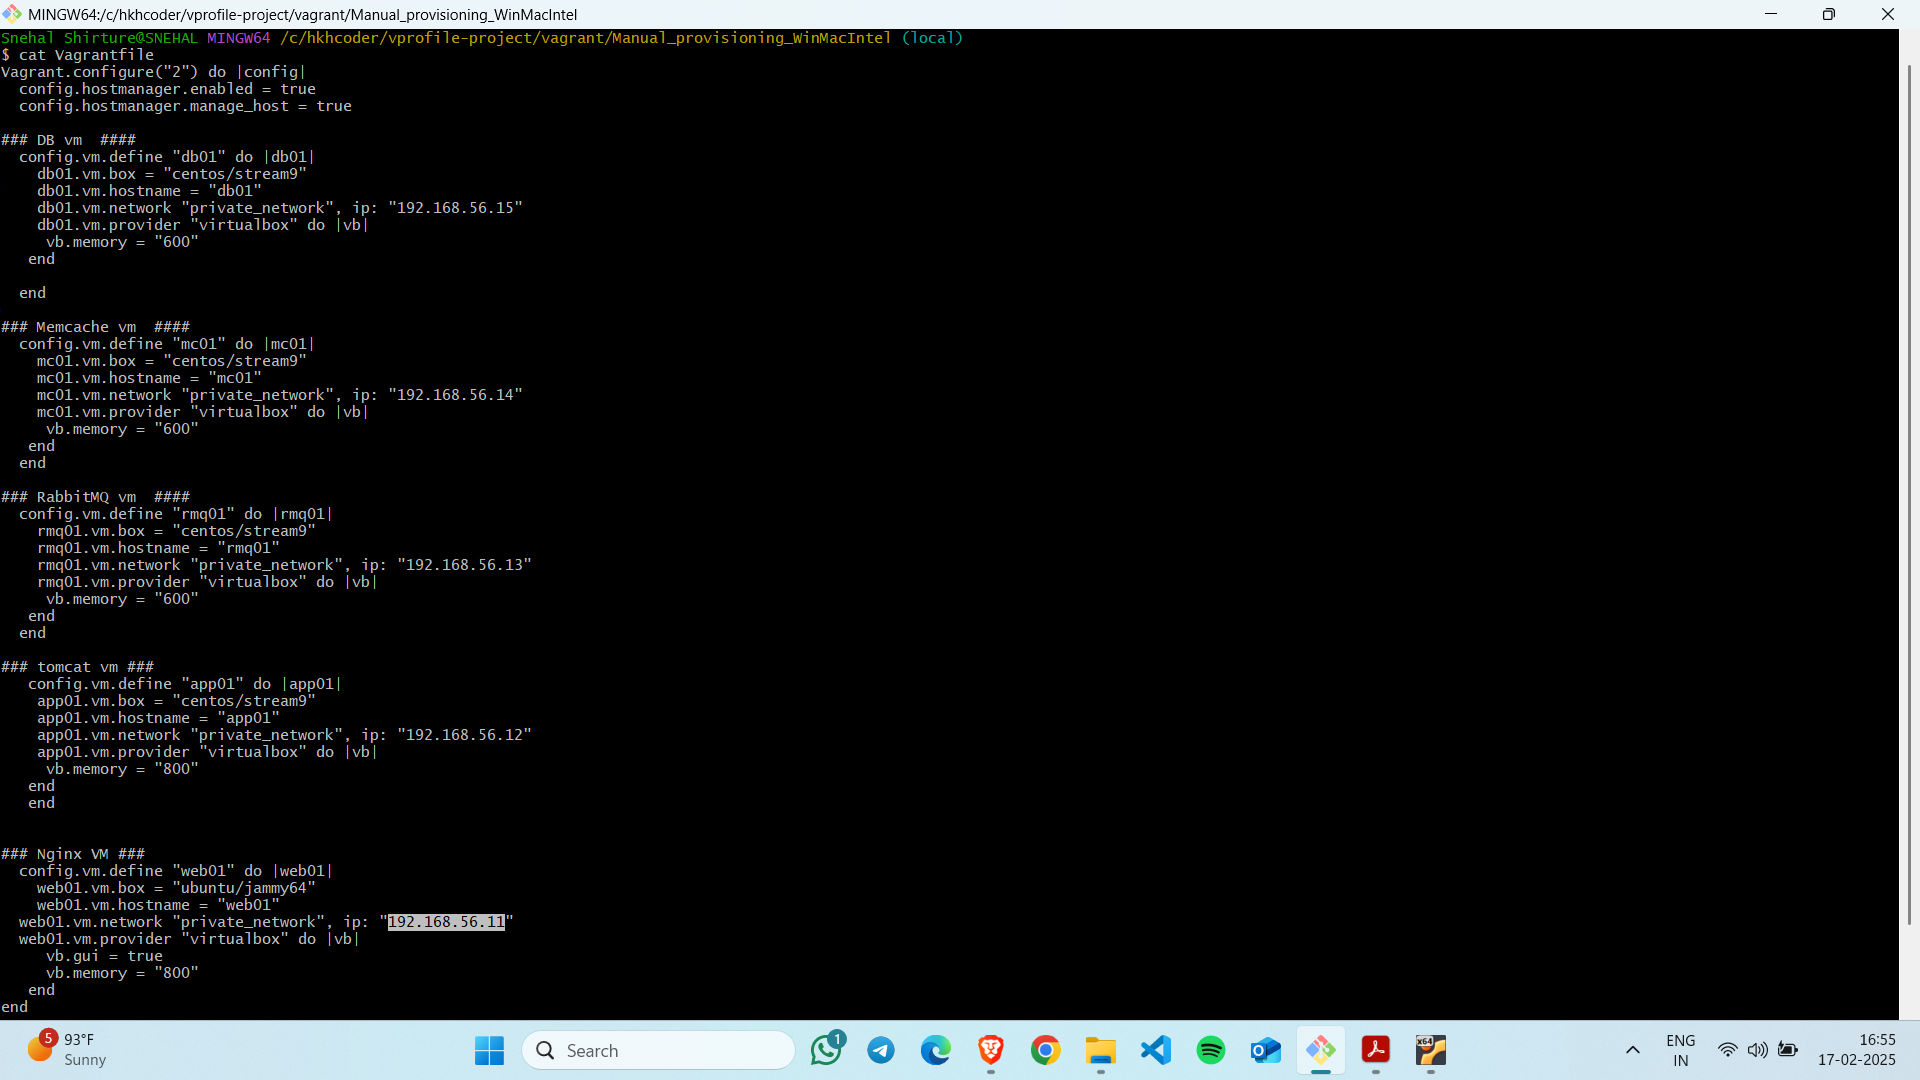 MINGW64:/c/hkhcoder/vprofile-project/vagrant/Manual_provisioning_WinMacIntel
Snehal Shirture@SNEHAL MINGW64 /c/hkhcoder/vprofile-project/vagrant/Manual_provisioning_WinMacIntel (local)
$ cat Vagrantfile
Vagrant.configure("2") do |config|
  config.hostmanager.enabled = true
  config.hostmanager.manage_host = true
### DB vm  ####
  config.vm.define "db01" do |db01|
    db01.vm.box = "centos/stream9"
    db01.vm.hostname = "db01"
    db01.vm.network "private_network", ip: "192.168.56.15"
    db01.vm.provider "virtualbox" do |vb|
     vb.memory = "600"
   end
  end
### Memcache vm  ####
  config.vm.define "mc01" do |mc01|
    mc01.vm.box = "centos/stream9"
    mc01.vm.hostname = "mc01"
    mc01.vm.network "private_network", ip: "192.168.56.14"
    mc01.vm.provider "virtualbox" do |vb|
     vb.memory = "600"
   end
  end
### RabbitMQ vm  ####
  config.vm.define "rmq01" do |rmq01|
    rmq01.vm.box = "centos/stream9"
    rmq01.vm.hostname = "rmq01"
    rmq01.vm.network "private_network", ip: "192.168.56.13"
    rmq01.vm.provider "virtualbox" do |vb|
     vb.memory = "600"
   end
  end
### tomcat vm ###
   config.vm.define "app01" do |app01|
    app01.vm.box = "centos/stream9"
    app01.vm.hostname = "app01"
    app01.vm.network "private_network", ip: "192.168.56.12"
    app01.vm.provider "virtualbox" do |vb|
     vb.memory = "800"
   end
   end
### Nginx VM ###
  config.vm.define "web01" do |web01|
    web01.vm.box = "ubuntu/jammy64"
    web01.vm.hostname = "web01"
  web01.vm.network "private_network", ip: "192.168.56.11"
  web01.vm.provider "virtualbox" do |vb|
     vb.gui = true
     vb.memory = "800"
   end
end
5
93°F
Sunny
Search
1
x64
ENG
IN
16:55
17-02-2025